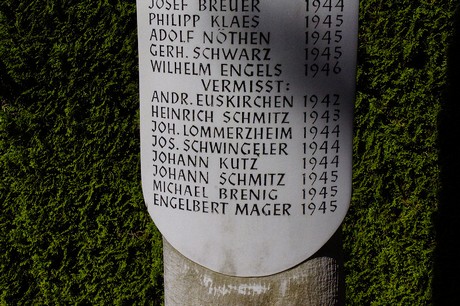 JOSEF BREUER 1944
PHILIPP KLAES 1945
ADOLF NÖTHEN 1945
GERH. SCHWARZ 1945
WILHELM ENGELS 1946
VERMISST:
ANDR. EUSKIRCHEN 1942
HEINRICH SCHMITZ 1943
JOH. LOMMERZHEIM 1944
JOS. SCHWINGELER 1944
JOHANN KUTZ 1944
JOHANN SCHMITZ 1945
MICHAEL BRENIG 1945
ENGELBERT MAGER 1945